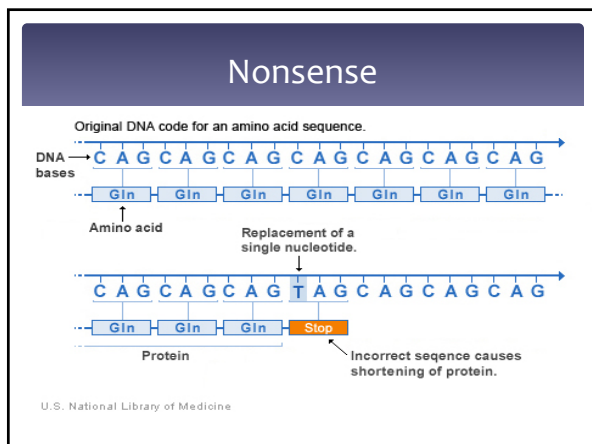 Nonsense
Original DNA code for an amino acid sequence.
DNA bases
C A G C A G C A G C A G C A G C A G C A G
Gln Gln Gln Gln Gln Gln Gln
Amino acid
Replacement of a
single nucleotide.
C A G C A G C A G T A G C A G C A G C A G
Gln Gln Gln Stop
Protein
Incorrect seqence causes
shortening of protein.
U.S. National Library of Medicine